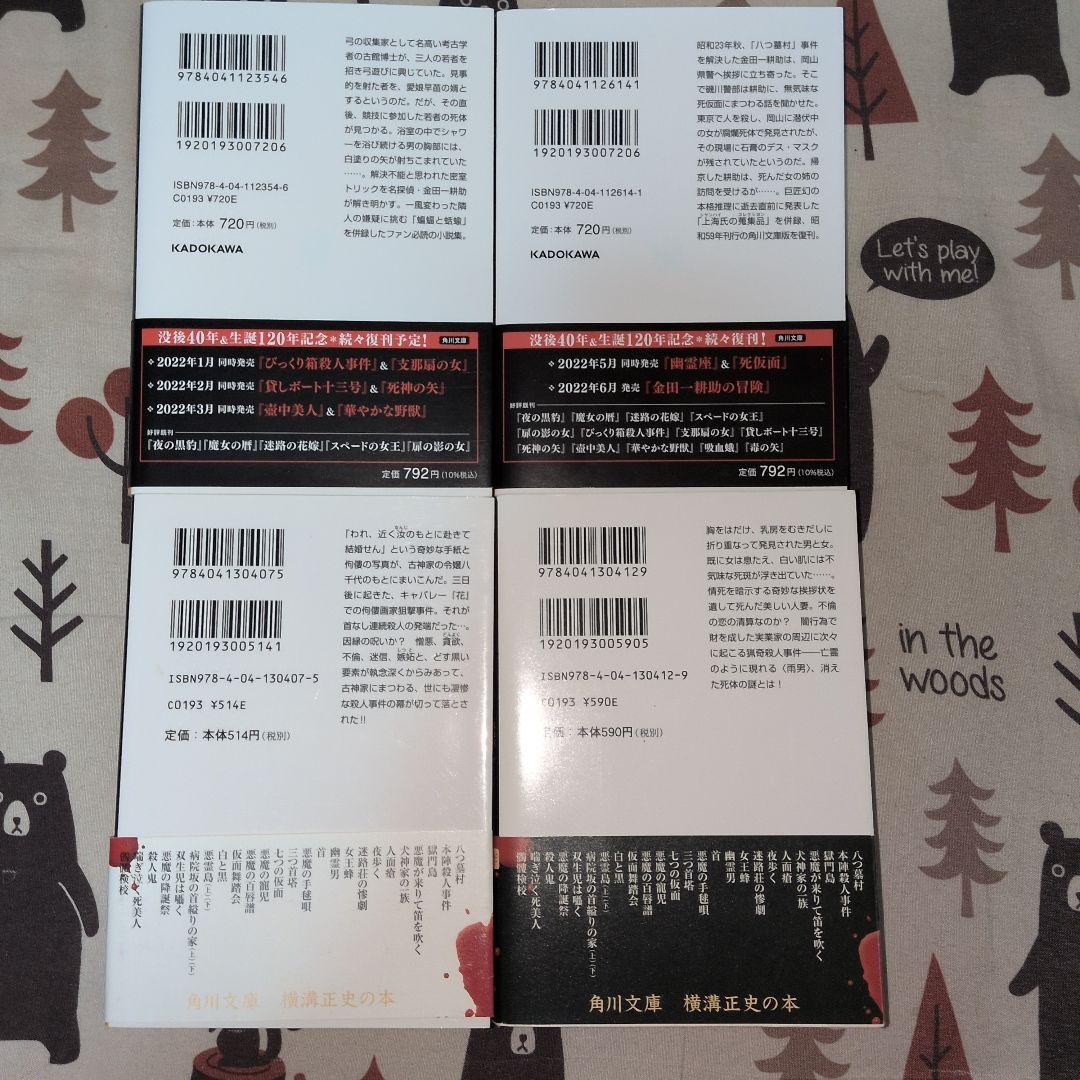 9784041123546
1920193007206
ISBN978-4-04-112354-6
C0193 ¥720E
定価：本体 720円(税別)
KADOKAWA
弓の収集家として名高い考古学
者の古館博士が、三人の若者を
招き弓遊びに興じていた。見事
的を射た者を、愛娘早苗の婿と
するというのだ。だが、その直
後、競技に参加した若者の死体
が見つかる。浴室の中でシャワ
ーを浴び続ける男の胸部には、
白塗りの矢が射ちこまれていた
……。解決不能と思われた密室
トリックを名探偵・金田一耕助
が解き明かす。一風変わった隣
人の嫌疑に挑む「蝙蝠と蛞蝓」
を併録したファン必読の小説集。
没後40年&生誕120年記念*続々復刊予定!
角川文庫
❖ 2022年1月 同時発売『びっくり箱殺人事件』&『支那扇の女』
❖ 2022年2月 同時発売『貸しボート十三号』&『死神の矢』
❖ 2022年3月 同時発売『壺中美人』&『華やかな野獣』
好評既刊
『夜の黒豹』『魔女の暦』『迷路の花嫁』『スペードの女王』『扉の影の女』
定価 792円(10%税込)
9784041126141
1920193007206
ISBN978-4-04-112614-1
C0193 ¥720E
定価：本体 720円(税別)
KADOKAWA
昭和23年秋、「八つ墓村」事件
を解決した金田一耕助は、岡山
県警へ挨拶に立ち寄った。そこ
で磯川警部は耕助に、無気味な
死仮面にまつわる話を聞かせた。
東京で人を殺し、岡山に潜伏中
の女が腐爛死体で発見されたが、
その現場に石膏のデス・マスク
が残されていたというのだ。帰
京した耕助は、死んだ女の姉の
訪問を受けるが……。巨匠幻の
本格推理に逝去直前に発表した
「上海氏の蒐集品」を併録、昭
和59年刊行の角川文庫版を復刊。
没後40年&生誕120年記念*続々復刊!
角川文庫
❖ 2022年5月 同時発売『幽霊座』&『死仮面』
❖ 2022年6月 発売『金田一耕助の冒険』
好評既刊
『夜の黒豹』『魔女の暦』『迷路の花嫁』『スペードの女王』
『扉の影の女』『びっくり箱殺人事件』『支那扇の女』『貸しボート十三号』
『死神の矢』『壺中美人』『華やかな野獣』『吸血蛾』『毒の矢』
定価 792円(10%税込)
Let's play
with me!
9784041304075
1920193005141
ISBN978-4-04-130407-5
C0193 ¥514E
定価：本体514円(税別)
「われ、近く汝のもとに赴きて
結婚せん」という奇妙な手紙と
佝僂の写真が、古神家の令嬢八
千代のもとにまいこんだ。三日
後に起きた、キャバレー『花』
での佝僂画家狙撃事件。それが
首なし連続殺人の発端だった…。
因縁の呪いか？ 憎悪、貪欲、
不倫、迷信、嫉妬と、どす黒い
要素が執念深くからみあって、
古神家にまつわる、世にも凄惨
な殺人事件の幕が切って落とさ
れた!!
八つ墓村
本陣殺人事件
獄門島
悪魔が来りて笛を吹く
犬神家の一族
人面瘡
夜歩く
迷路荘の惨劇
女王蜂
幽霊男
首
悪魔の手毬唄
三つ首塔
七つの仮面
悪魔の寵児
悪魔の百唇譜
仮面舞踏会
白と黒
悪霊島(上)(下)
病院坂の首縊りの家(上)(下)
双生児は囁く
悪魔の降誕祭
殺人鬼
喘ぎ泣く死美人
髑髏検校
角川文庫 横溝正史の本
9784041304129
1920193005905
ISBN978-4-04-130412-9
C0193 ¥590E
定価：本体590円(税別)
胸をはだけ、乳房をむきだしに
折り重なって発見された男と女。
既に女は息たえ、白い肌には不
気味な死斑が浮き出ていた……。
情死を暗示する奇妙な挨拶状を
遺して死んだ美しい人妻。不倫
の恋の清算なのか？ 闇行為で
財を成した実業家の周辺に次々
に起こる猟奇殺人事件──亡霊
のように現れる〈雨男〉、消え
た死体の謎とは！
八つ墓村
本陣殺人事件
獄門島
悪魔が来りて笛を吹く
犬神家の一族
人面瘡
夜歩く
迷路荘の惨劇
女王蜂
幽霊男
首
悪魔の手毬唄
三つ首塔
七つの仮面
悪魔の寵児
悪魔の百唇譜
仮面舞踏会
白と黒
悪霊島(上)(下)
病院坂の首縊りの家(上)(下)
双生児は囁く
悪魔の降誕祭
殺人鬼
喘ぎ泣く死美人
髑髏検校
角川文庫 横溝正史の本
in the
woods